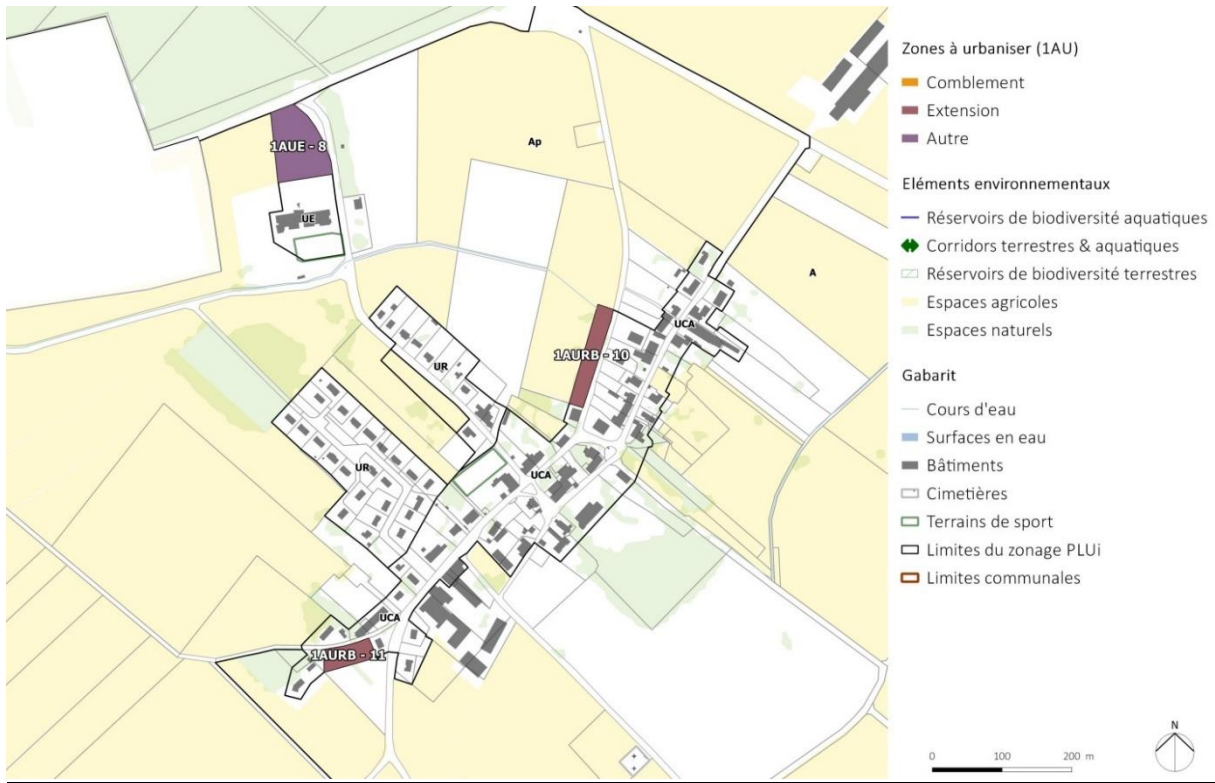 1AUE - 8
UE
Ap
A
UCA
1AURB - 10
UR
UR
UCA
UCA
1AURB - 11
Zones à urbaniser (1AU)
Comblement
Extension
Autre
Eléments environnementaux
Réservoirs de biodiversité aquatiques
Corridors terrestres & aquatiques
Réservoirs de biodiversité terrestres
Espaces agricoles
Espaces naturels
Gabarit
Cours d'eau
Surfaces en eau
Bâtiments
Cimetières
Terrains de sport
Limites du zonage PLUi
Limites communales
0 100 200 m
N